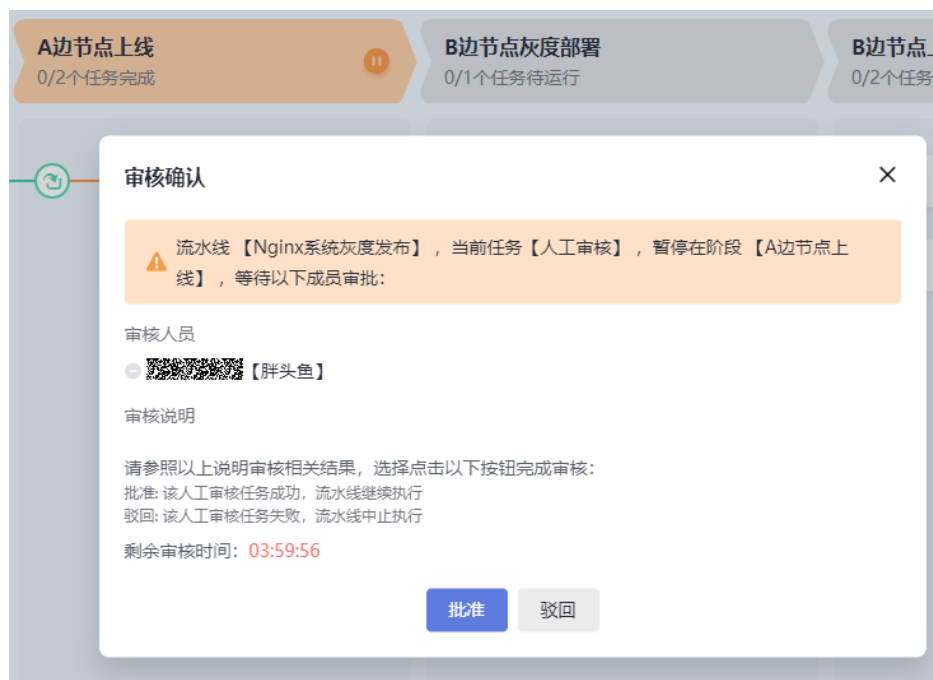 A边节点上线
0/2个任务完成
B边节点灰度部署
0/1个任务待运行
B边节点
0/2个任务
审核确认
流水线 【Nginx系统灰度发布】 ，当前任务【人工审核】 ，暂停在阶段 【A边节点上
线】 ，等待以下成员审批:
审核人员
【胖头鱼】
审核说明
请参照以上说明审核相关结果，选择点击以下按钮完成审核:
批准: 该人工审核任务成功，流水线继续执行
驳回: 该人工审核任务失败，流水线中止执行
剩余审核时间：03:59:56
批准
驳回